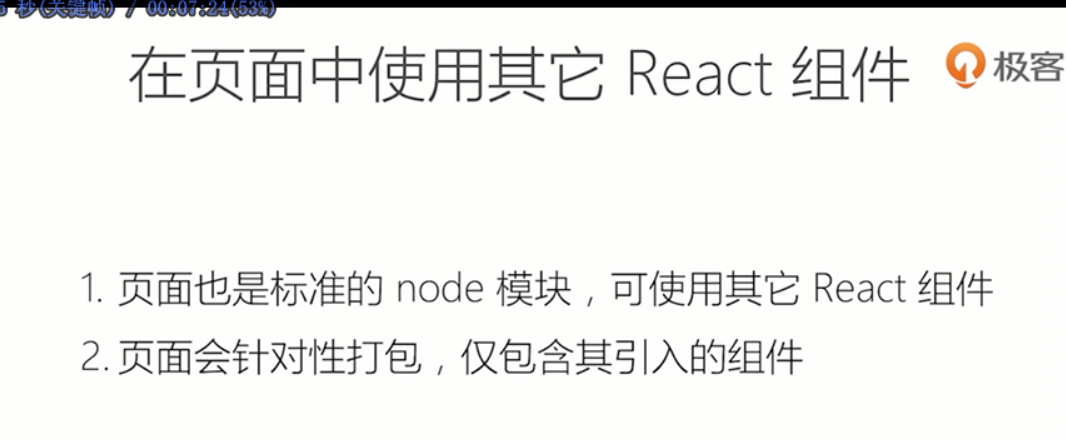 5 秒(关键帧) / 00:07:24(53%)
在页面中使用其它 React 组件
极客
1. 页面也是标准的 node 模块，可使用其它 React 组件
2. 页面会针对性打包，仅包含其引入的组件